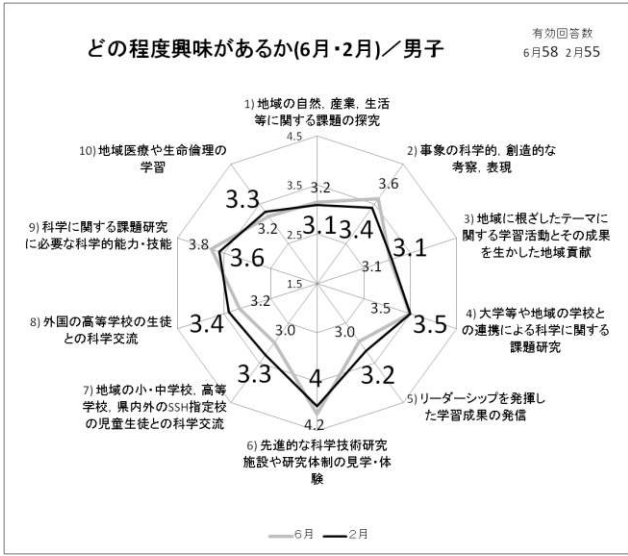 どの程度興味があるか(6月・2月)／男子
有効回答数
6月58 2月55
1)地域の自然，産業，生活
等に関する課題の探究
2)事象の科学的，創造的な
考察，表現
3)地域に根ざしたテーマに
関する学習活動とその成果
を生かした地域貢献
4)大学等や地域の学校と
の連携による科学に関する
課題研究
5)リーダーシップを発揮し
た学習成果の発信
6)先進的な科学技術研究
施設や研究体制の見学・体
験
7)地域の小・中学校，高等
学校，県内外のSSH指定校
の児童生徒との科学交流
8)外国の高等学校の生徒
との科学交流
9)科学に関する課題研究
に必要な科学的能力・技能
10)地域医療や生命倫理の
学習
4.5
3.5
2.5
1.5
3.2
3.6
3.1
3.5
3.0
4.2
3.0
3.2
3.8
3.2
3.1
3.4
3.1
3.5
3.2
4
3.3
3.4
3.6
3.3
6月
2月